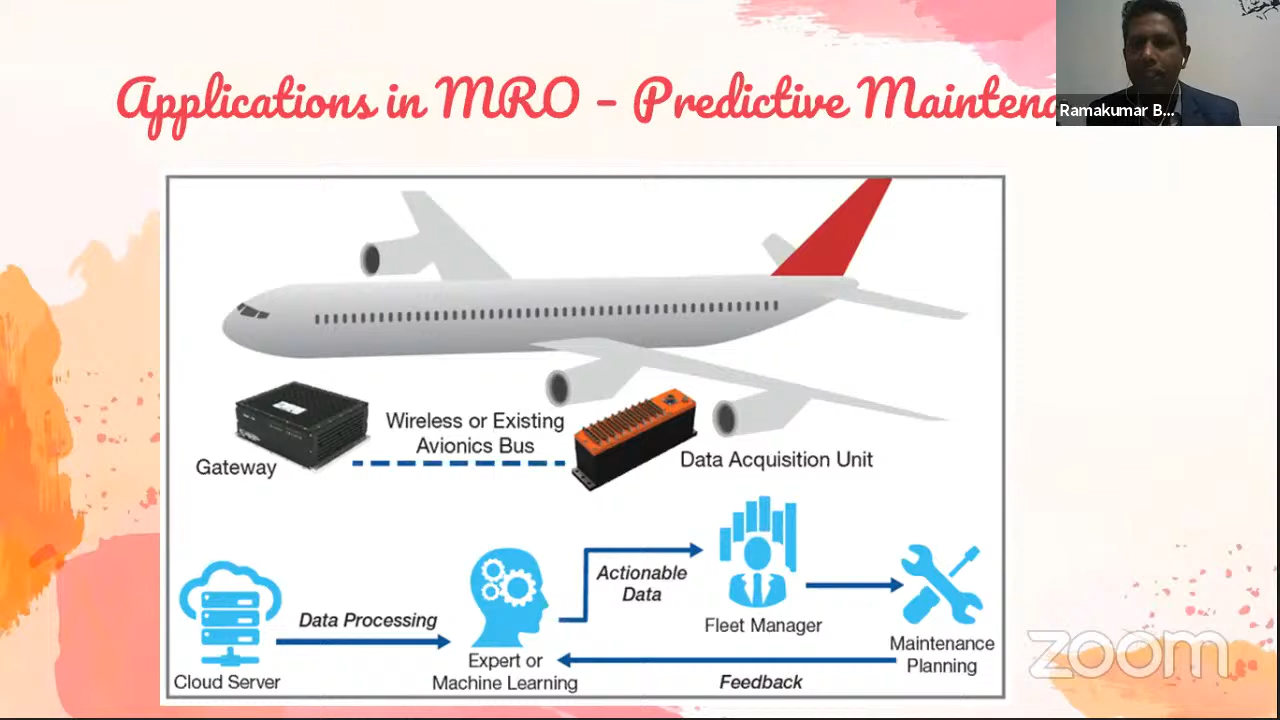 Applications in MRO - Predictive Maintena
Ramakumar B...
Wireless or Existing
Avionics Bus
Gateway
Data Acquisition Unit
Actionable
Data
Data Processing
Fleet Manager
Maintenance
Planning
Expert or
Machine Learning
Cloud Server
Feedback
zoom